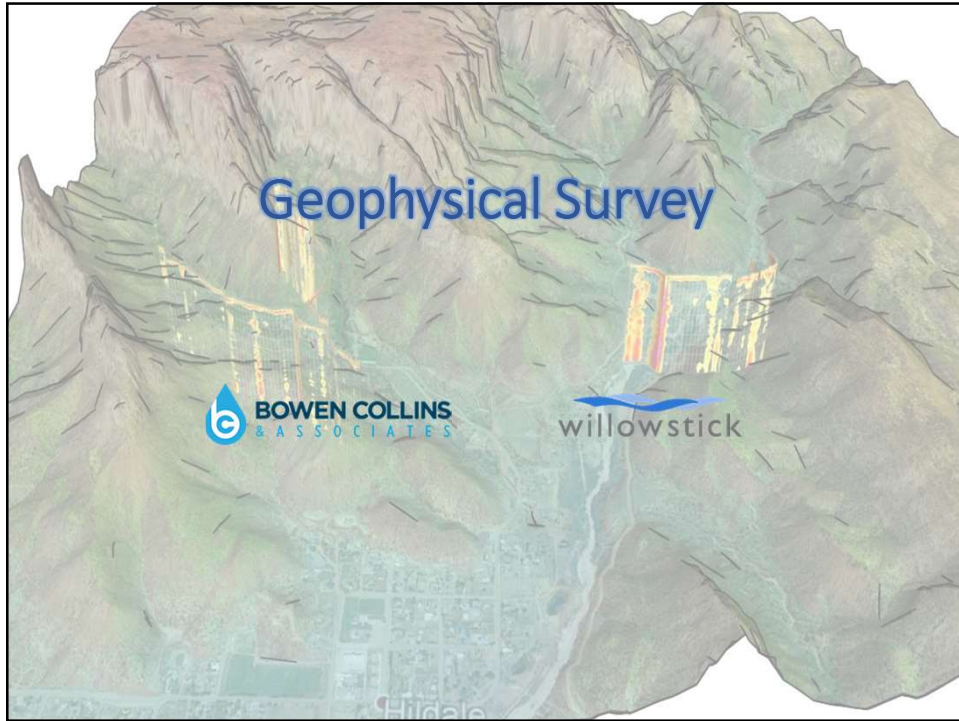 Geophysical Survey
BOWEN COLLINS
& ASSOCIATES
willowstick
Hildale